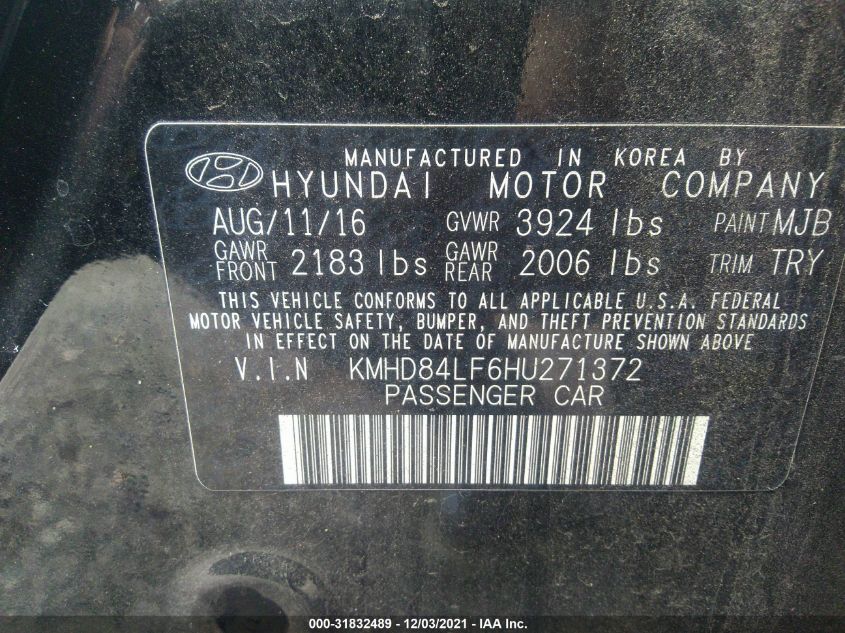 MANUFACTURED IN KOREA BY
HYUNDAI MOTOR COMPANY
AUG/11/16 GVWR 3924 lbs PAINT MJB
GAWR FRONT 2183 lbs GAWR REAR 2006 lbs TRIM TRY
THIS VEHICLE CONFORMS TO ALL APPLICABLE U.S.A. FEDERAL
MOTOR VEHICLE SAFETY, BUMPER, AND THEFT PREVENTION STANDARDS
IN EFFECT ON THE DATE OF MANUFACTURE SHOWN ABOVE
V.I.N KMHD84LF6HU271372
PASSENGER CAR
000-31832489 - 12/03/2021 - IAA Inc.